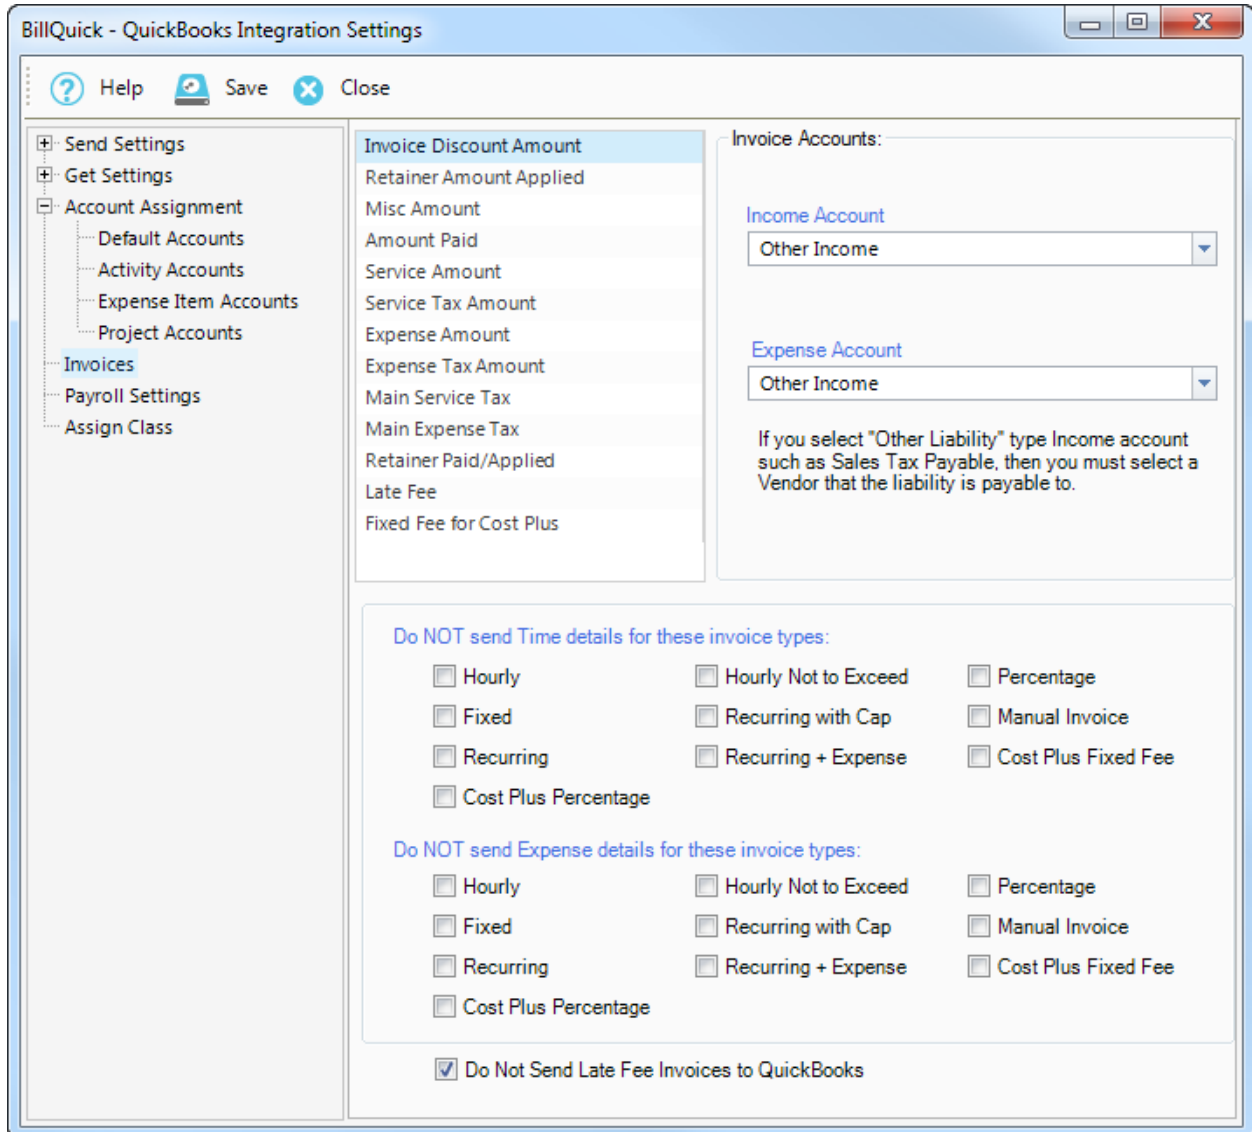 BillQuick - QuickBooks Integration Settings
Help Save Close
Send Settings
Get Settings
Account Assignment
Default Accounts
Activity Accounts
Expense Item Accounts
Project Accounts
Invoices
Payroll Settings
Assign Class
Invoice Discount Amount
Retainer Amount Applied
Misc Amount
Amount Paid
Service Amount
Service Tax Amount
Expense Amount
Expense Tax Amount
Main Service Tax
Main Expense Tax
Retainer Paid/Applied
Late Fee
Fixed Fee for Cost Plus
Invoice Accounts:
Income Account
Other Income
Expense Account
Other Income
If you select "Other Liability" type Income account
such as Sales Tax Payable, then you must select a
Vendor that the liability is payable to.
Do NOT send Time details for these invoice types:
Hourly Hourly Not to Exceed Percentage
Fixed Recurring with Cap Manual Invoice
Recurring Recurring + Expense Cost Plus Fixed Fee
Cost Plus Percentage
Do NOT send Expense details for these invoice types:
Hourly Hourly Not to Exceed Percentage
Fixed Recurring with Cap Manual Invoice
Recurring Recurring + Expense Cost Plus Fixed Fee
Cost Plus Percentage
Do Not Send Late Fee Invoices to QuickBooks